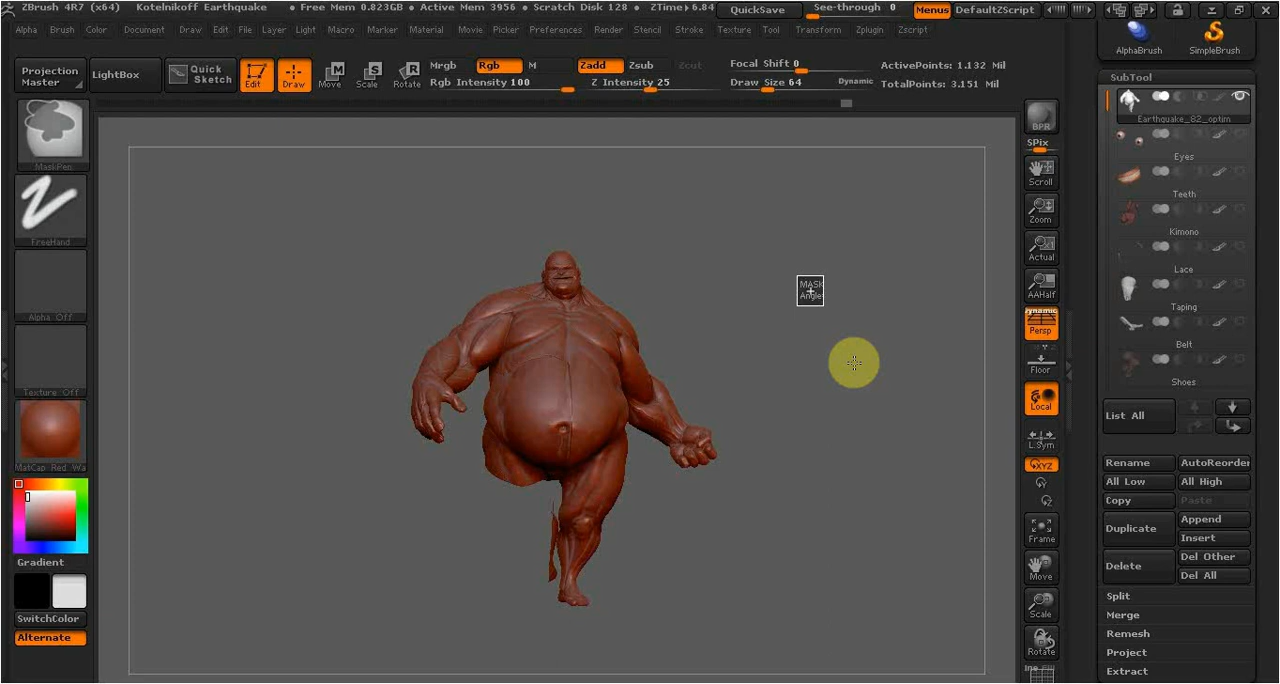 ZBrush 4R7 (x64) Kotelnikoff Earthquake • Free Mem 0.823GB • Active Mem 3956 • Scratch Disk 128 • ZTime▸6.84 QuickSave See-through 0 Menus DefaultZScript
Alpha Brush Color Document Draw Edit File Layer Light Macro Marker Material Movie Picker Preferences Render Stencil Stroke Texture Tool Transform Zplugin Zscript
AlphaBrush SimpleBrush
Projection Master
LightBox
Quick Sketch
Edit Draw Move Scale Rotate
Mrgb Rgb M
Rgb Intensity 100
Zadd Zsub Zcut
Z Intensity 25
Focal Shift 0
Draw Size 64 Dynamic
ActivePoints: 1.132 Mil
TotalPoints: 3.151 Mil
MaskPen
FreeHand
Alpha Off
Texture Off
MatCap Red Wa
Gradient
SwitchColor
Alternate
MASK
Angle
BPR
SPix
Scroll
Zoom
Actual
AAHalf
Dynamic
Persp
Floor
Local
L.Sym
XYZ
Frame
Move
Scale
Rotate
SubTool
Earthquake_82_optim
Eyes
Teeth
Kimono
Lace
Taping
Belt
Shoes
List All
Rename AutoReorder
All Low All High
Copy Paste
Duplicate Append
Insert
Delete Del Other
Del All
Split
Merge
Remesh
Project
Extract